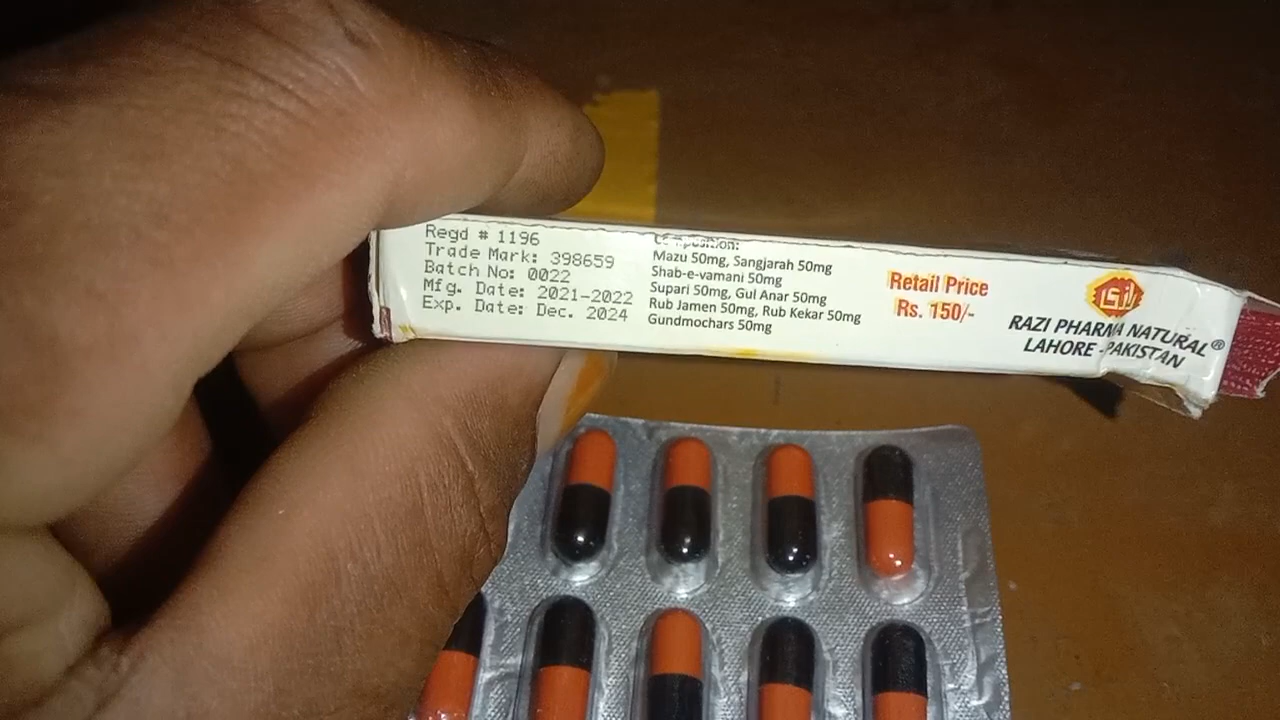 Regd # 1196
Trade Mark: 398659
Batch No: 0022
Mfg. Date: 2021-2022
Exp. Date: Dec. 2024
Composition:
Mazu 50mg, Sangjarah 50mg
Shab-e-vamani 50mg
Supari 50mg, Gul Anar 50mg
Rub Jamen 50mg, Rub Kekar 50mg
Gundmochars 50mg
Retail Price
Rs. 150/-
RAZI PHARMA NATURAL®
LAHORE-PAKISTAN